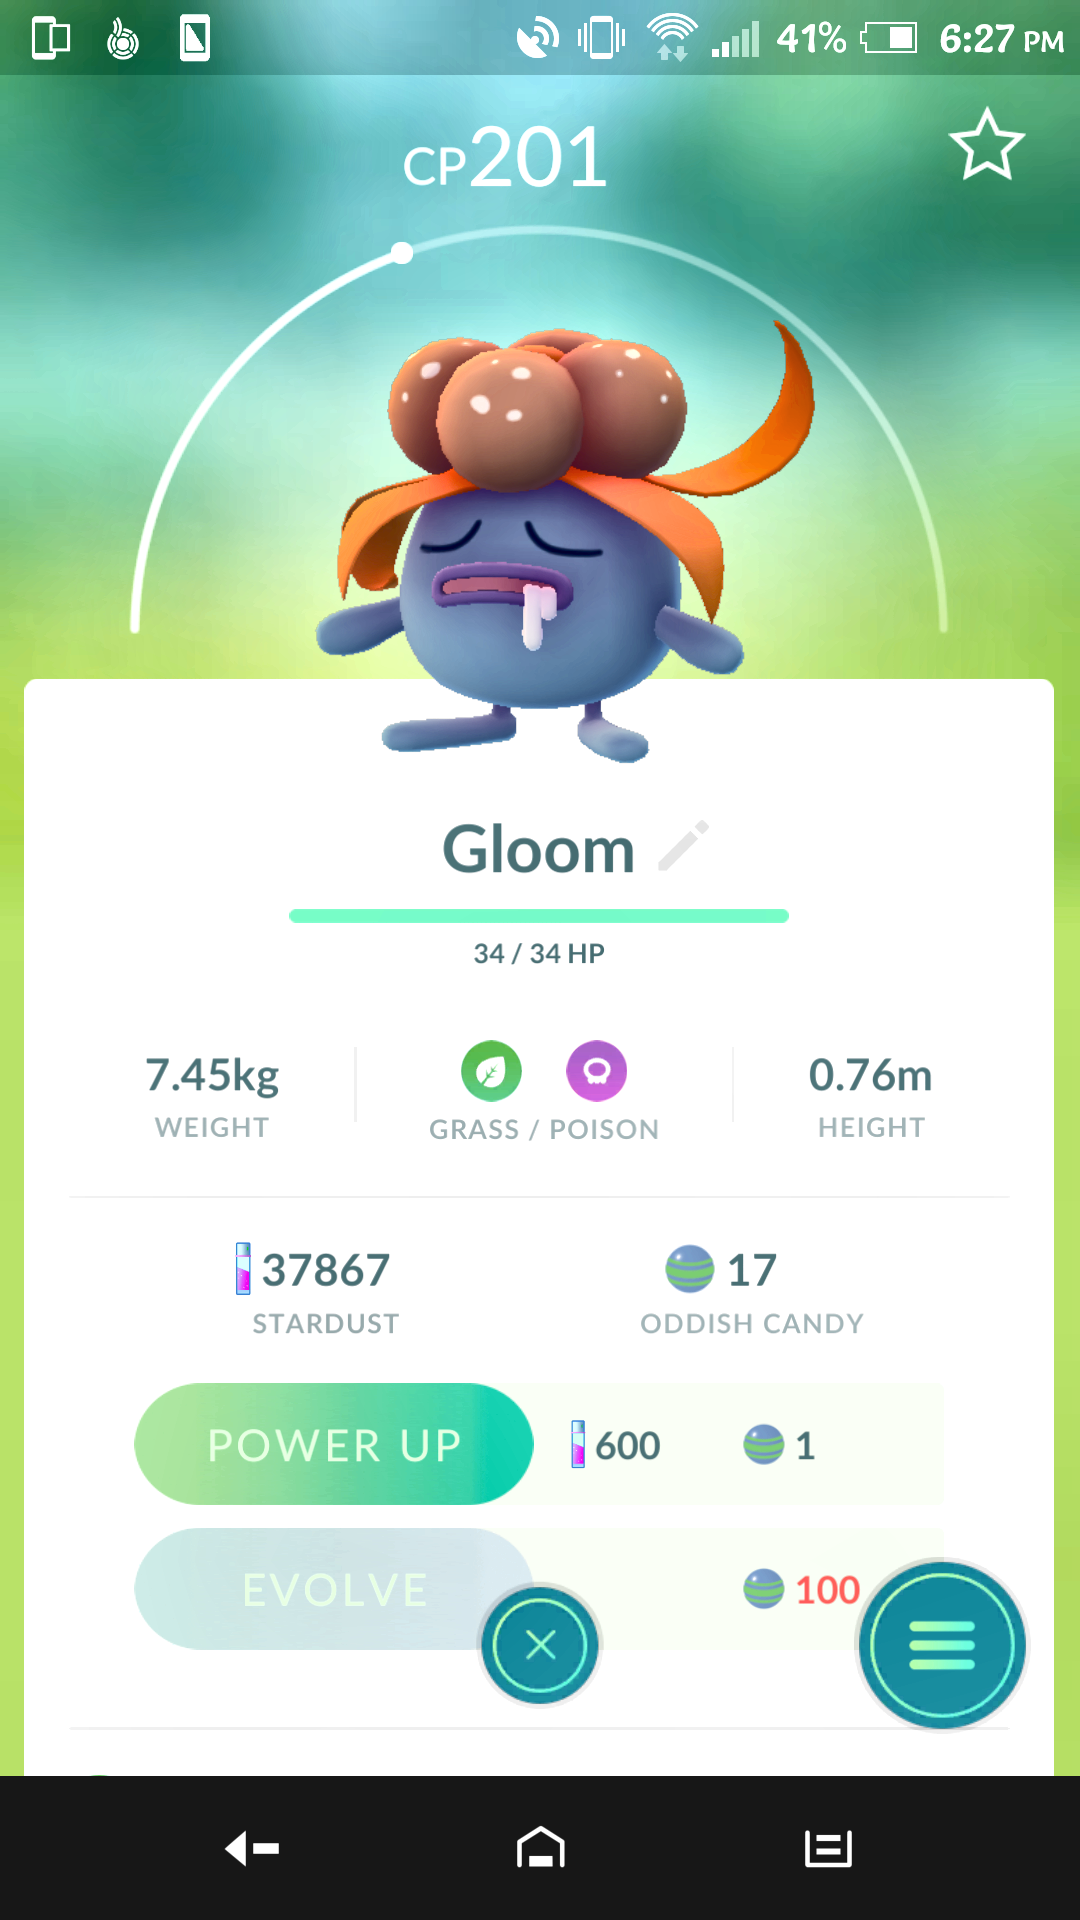 41% 6:27 PM
CP201
Gloom
34 / 34 HP
7.45kg 0.76m
WEIGHT GRASS / POISON HEIGHT
37867 17
STARDUST ODDISH CANDY
POWER UP 600 1
EVOLVE 100